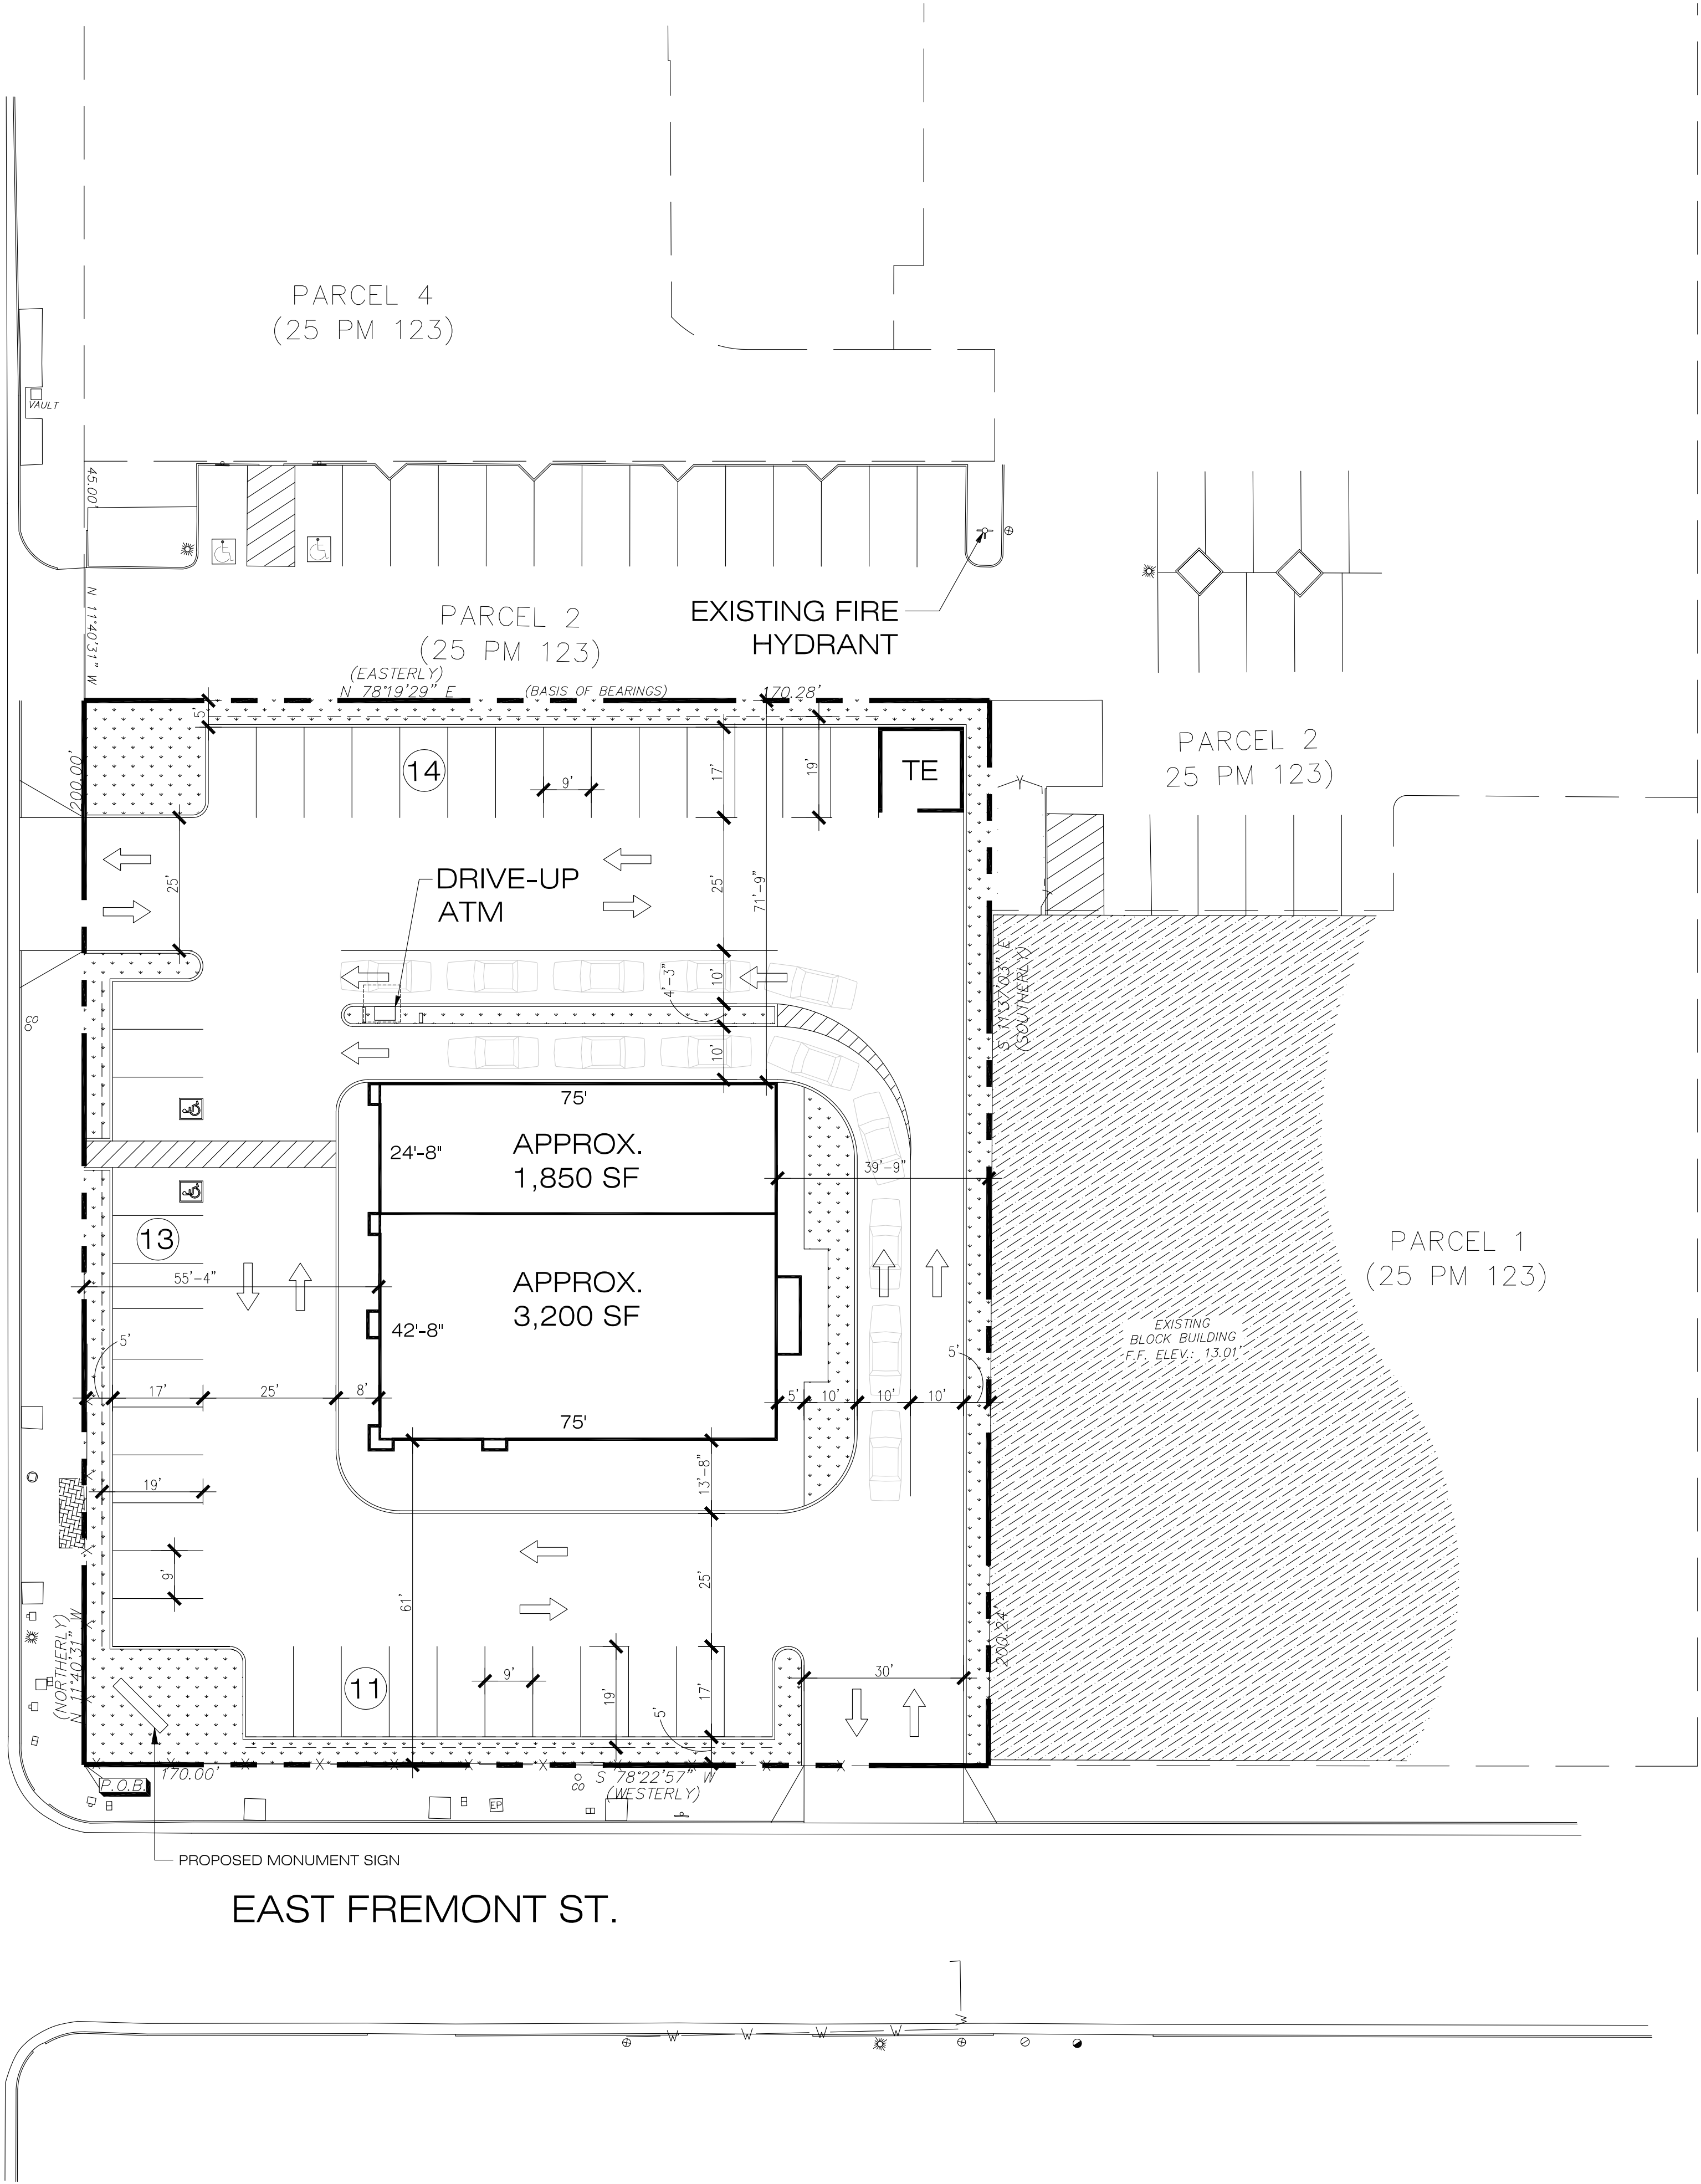 PARCEL 4
(25 PM 123)
VAULT
45.00'
N 11°40'31" W
PARCEL 2
(25 PM 123)
EXISTING FIRE
HYDRANT
(EASTERLY)
N 78°19'29" E
(BASIS OF BEARINGS)
170.28'
5'
200.00'
14
9'
17'
19'
TE
PARCEL 2
25 PM 123)
25'
DRIVE-UP
ATM
25'
71'-9"
10'
4'-3"
10'
S 11°37'03" E
(SOUTHERLY)
CO
75'
24'-8"
APPROX.
1,850 SF
39'-9"
13
55'-4"
APPROX.
3,200 SF
42'-8"
PARCEL 1
(25 PM 123)
EXISTING
BLOCK BUILDING
F.F. ELEV.: 13.01'
5'
5'
17'
25'
8'
5'
10'
10'
10'
75'
13'-8"
19'
9'
61'
25'
(NORTHERLY)
N 11°40'31" W
200.24'
11
9'
19'
17'
5'
30'
P.O.B.
170.00'
CO
S 78°22'57" W
(WESTERLY)
EP
PROPOSED MONUMENT SIGN
EAST FREMONT ST.
W
W
W
W
W